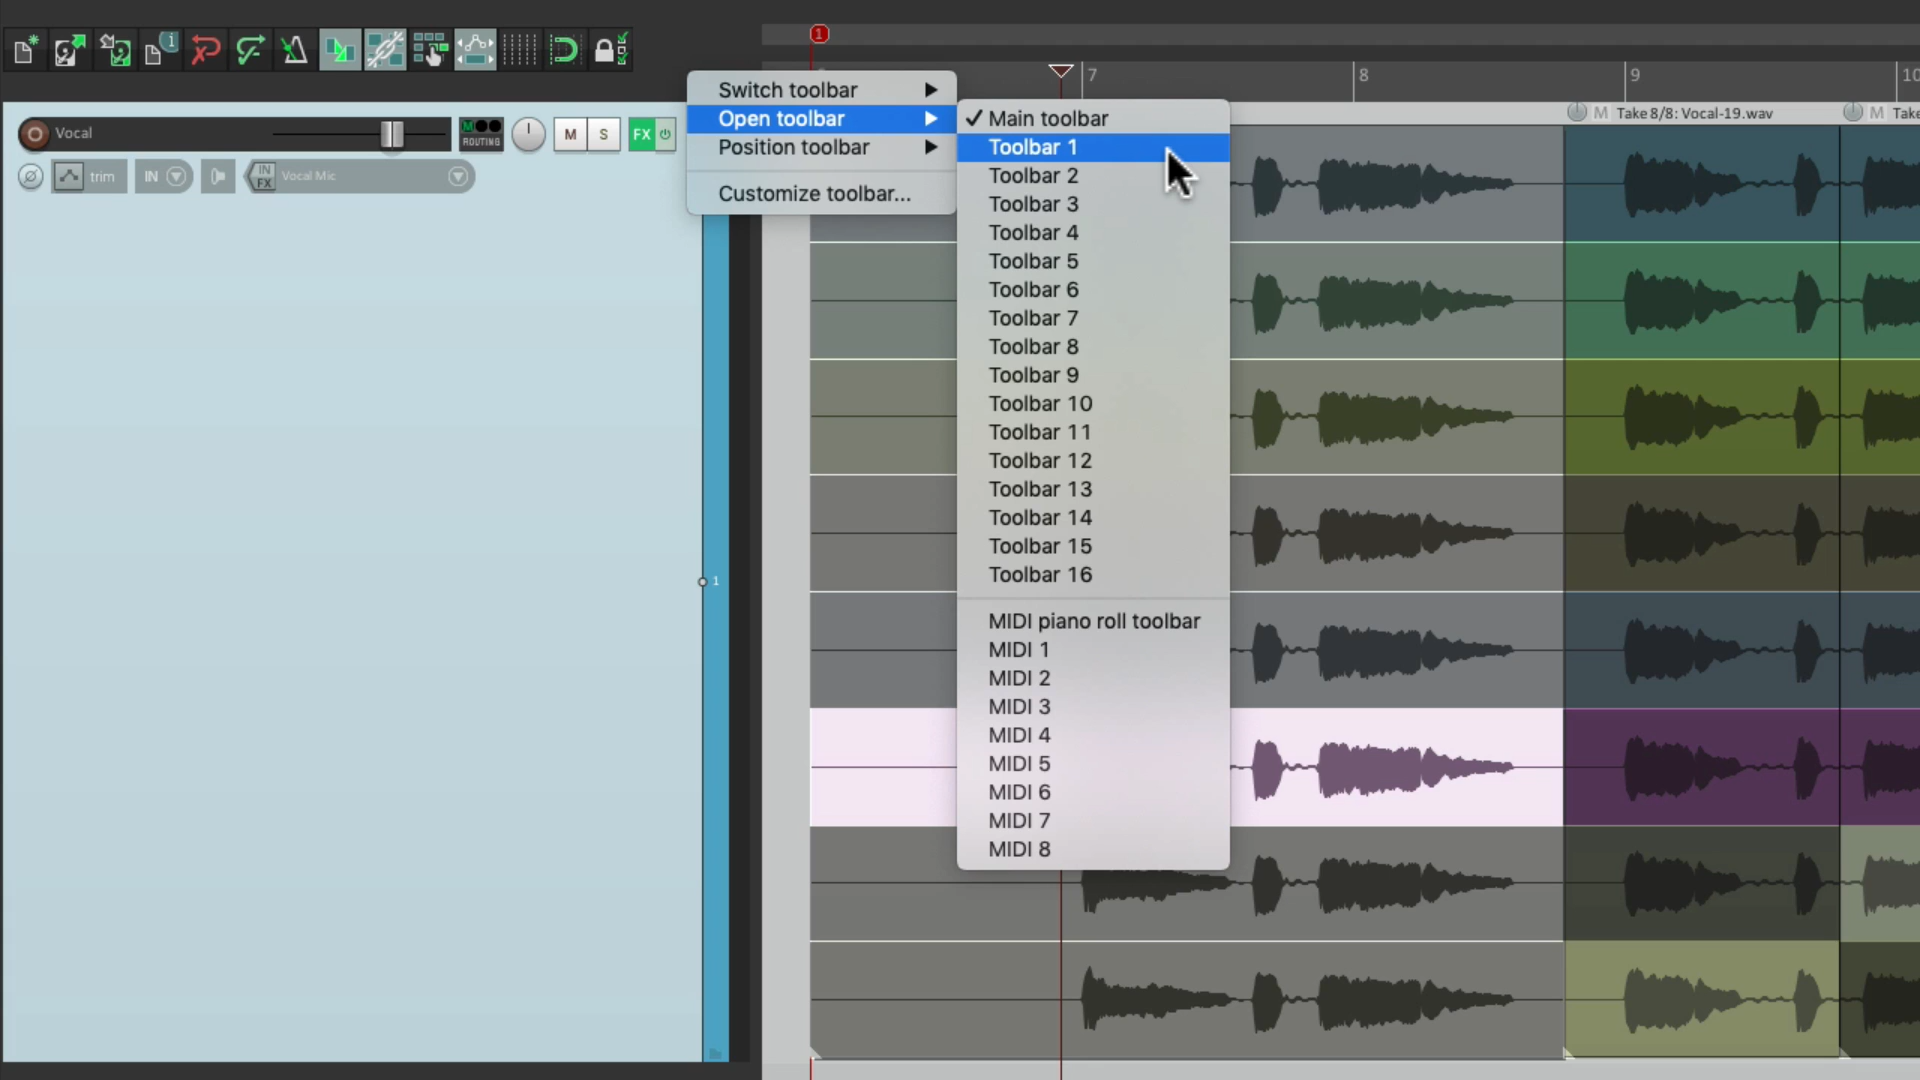 1
7
8
9
10
Take 8/8: Vocal-19.wav
M
M
Take
Vocal
ROUTING
M
S
FX
trim
IN
IN
FX
Vocal Mic
1
Switch toolbar
Open toolbar
Position toolbar
Customize toolbar...
✓ Main toolbar
Toolbar 1
Toolbar 2
Toolbar 3
Toolbar 4
Toolbar 5
Toolbar 6
Toolbar 7
Toolbar 8
Toolbar 9
Toolbar 10
Toolbar 11
Toolbar 12
Toolbar 13
Toolbar 14
Toolbar 15
Toolbar 16
MIDI piano roll toolbar
MIDI 1
MIDI 2
MIDI 3
MIDI 4
MIDI 5
MIDI 6
MIDI 7
MIDI 8